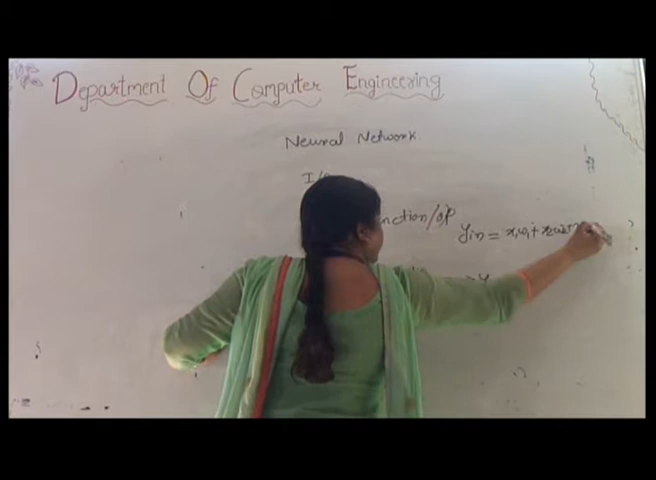 Department Of Computer Engineering
Neural Network
I/
nction/op
Yin = x1w1 + x2w2+
Y